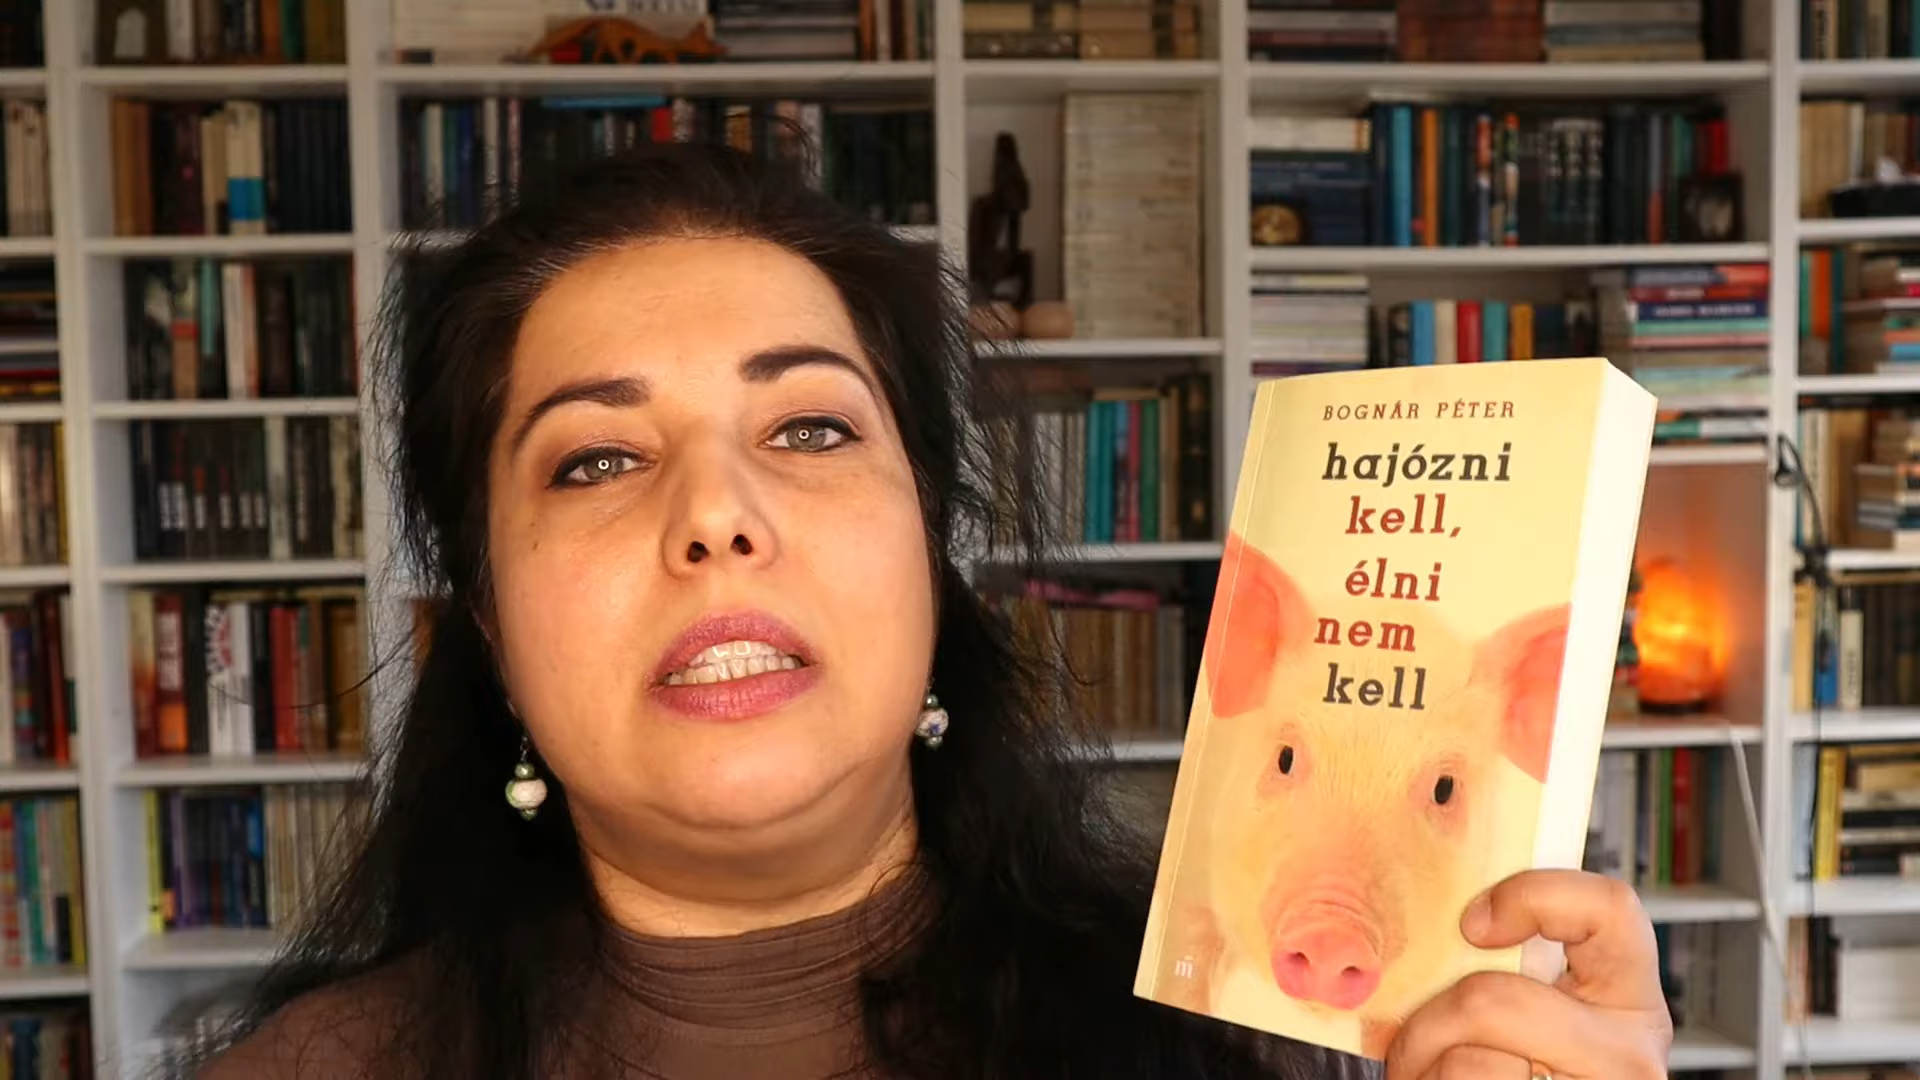 BOGNÁR PÉTER
hajózni
kell,
élni
nem
kell
m